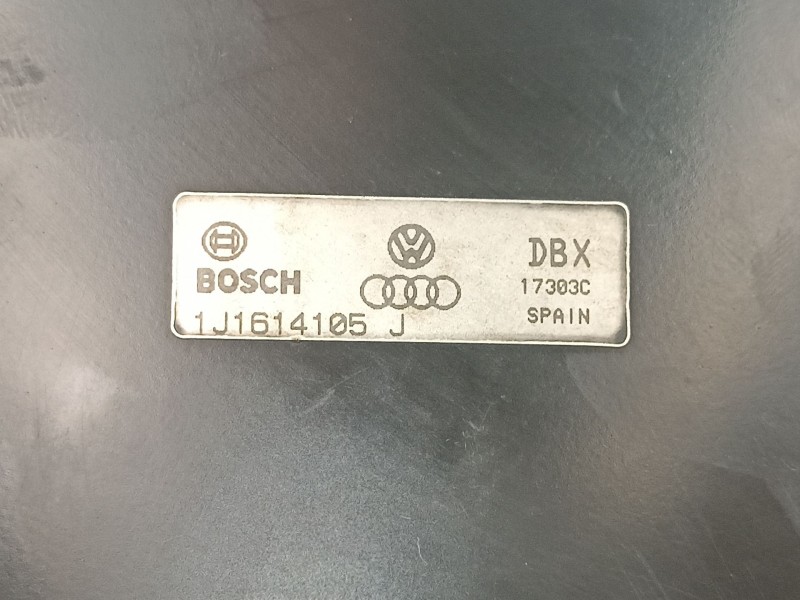 BOSCH
1J1614105 J
DBX
17303C
SPAIN